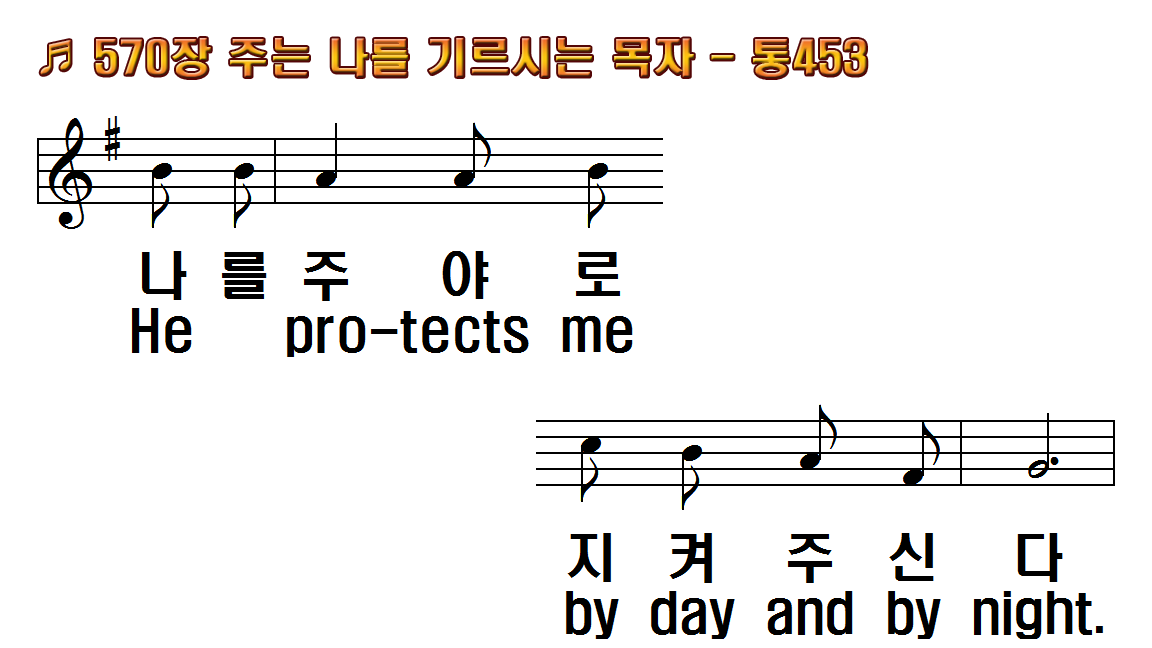 ♬ 570장 주는 나를 기르시는 목자 - 통453
나 를 주 야 로
He pro-tects me
지 켜 주 신 다
by day and by night.